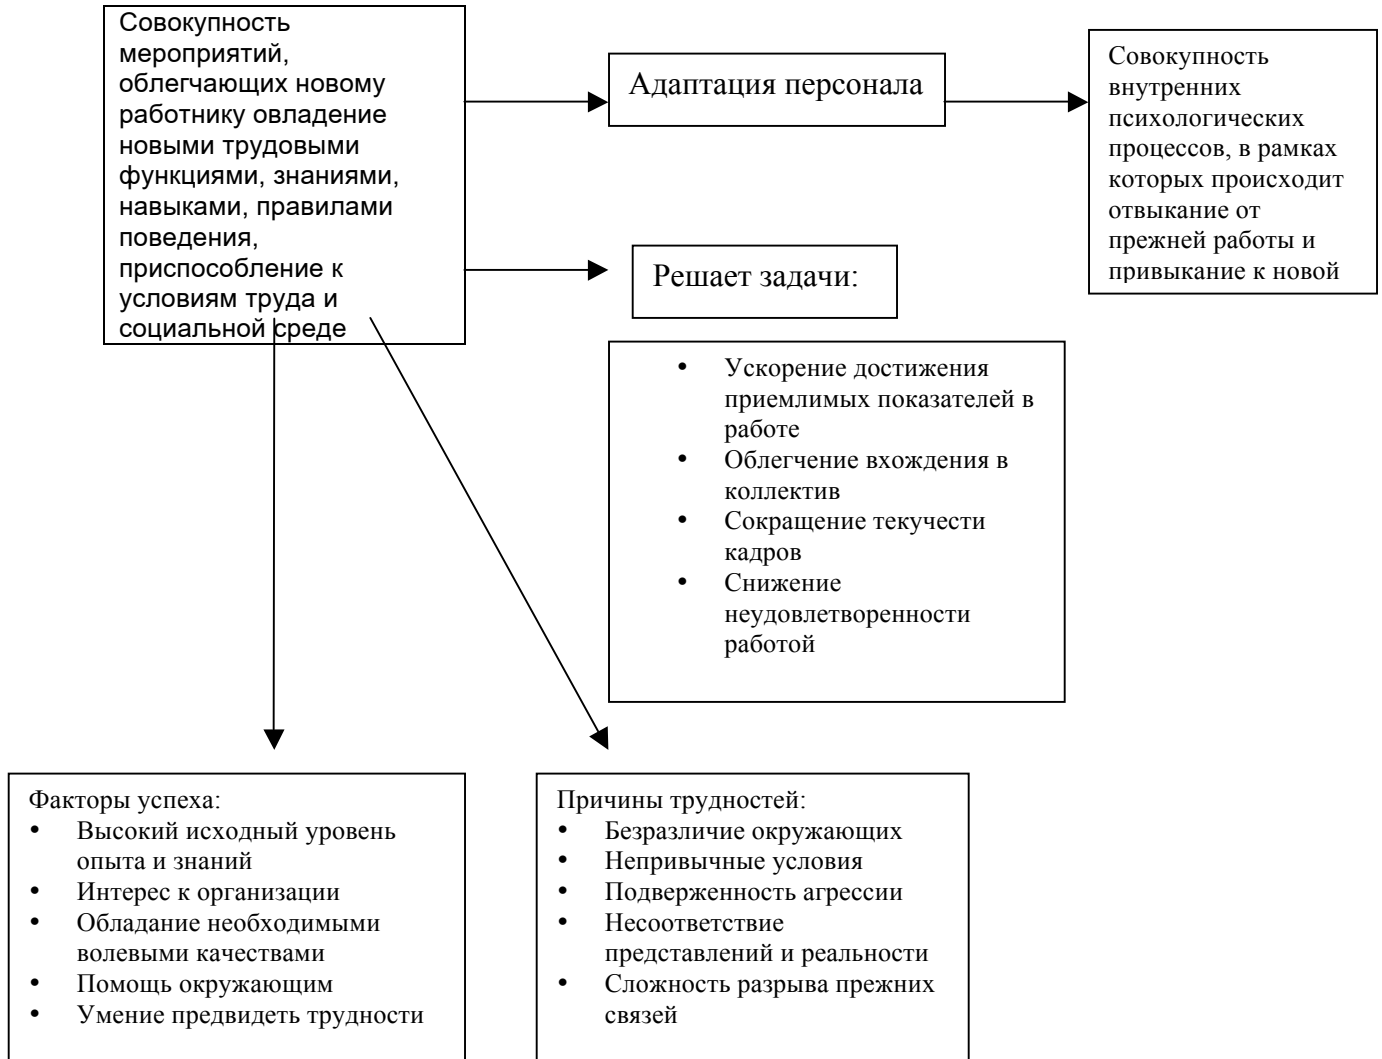 Совокупность
мероприятий,
облегчающих новому
работнику овладение
новыми трудовыми
функциями, знаниями,
навыками, правилами
поведения,
приспособление к
условиям труда и
социальной среде
Адаптация персонала
Совокупность
внутренних
психологических
процессов, в рамках
которых происходит
отвыкание от
прежней работы и
привыкание к новой
Решает задачи:
• Ускорение достижения
приемлимых показателей в
работе
• Облегчение вхождения в
коллектив
• Сокращение текучести
кадров
• Снижение
неудовлетворенности
работой
Факторы успеха:
• Высокий исходный уровень
опыта и знаний
• Интерес к организации
• Обладание необходимыми
волевыми качествами
• Помощь окружающим
• Умение предвидеть трудности
Причины трудностей:
• Безразличие окружающих
• Непривычные условия
• Подверженность агрессии
• Несоответствие
представлений и реальности
• Сложность разрыва прежних
связей